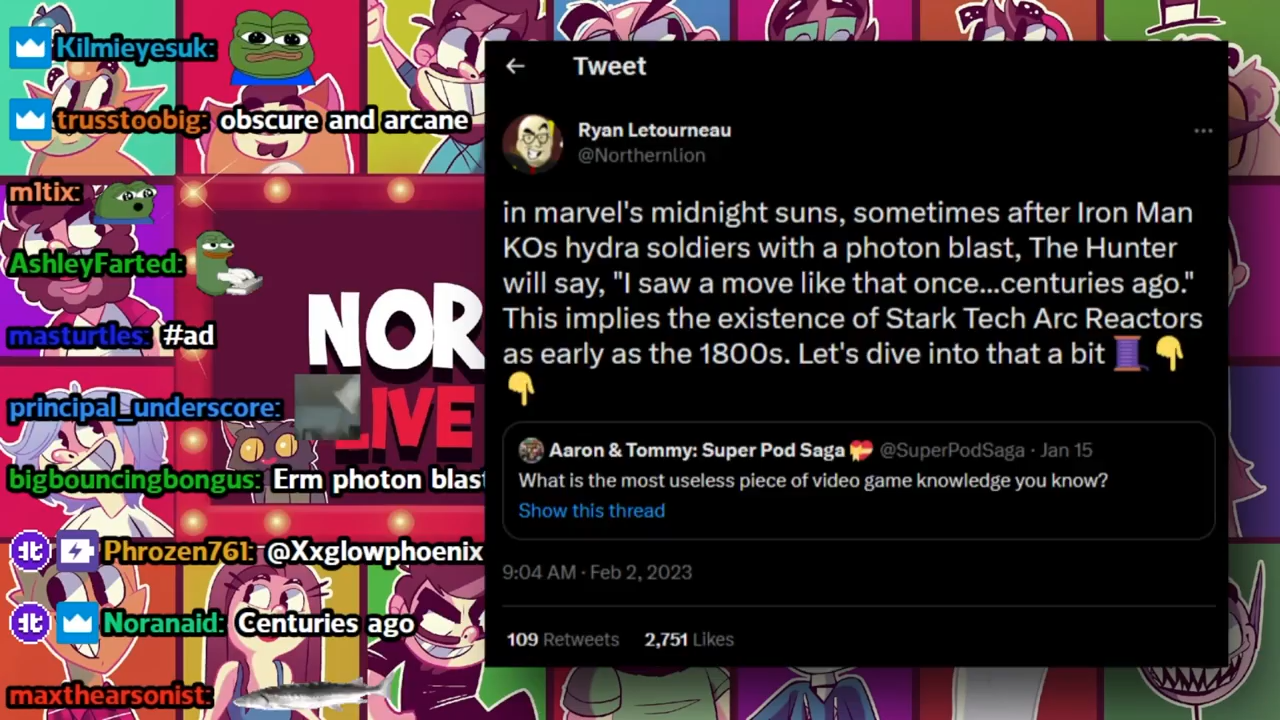 Kilmieyesuk:
trusstoobig: obscure and arcane
m1tix:
AshleyFarted:
masturtles: #ad
principal_underscore:
bigbouncingbongus: Erm photon blast
Phrozen761: @Xxglowphoenix
Noranaid: Centuries ago
maxthearsonist:
NOR
LIVE
Tweet
Ryan Letourneau
@Northernlion
in marvel's midnight suns, sometimes after Iron Man
KOs hydra soldiers with a photon blast, The Hunter
will say, "I saw a move like that once...centuries ago."
This implies the existence of Stark Tech Arc Reactors
as early as the 1800s. Let's dive into that a bit 🧵 👇
👇
Aaron & Tommy: Super Pod Saga 💝 @SuperPodSaga · Jan 15
What is the most useless piece of video game knowledge you know?
Show this thread
9:04 AM · Feb 2, 2023
109 Retweets 2,751 Likes